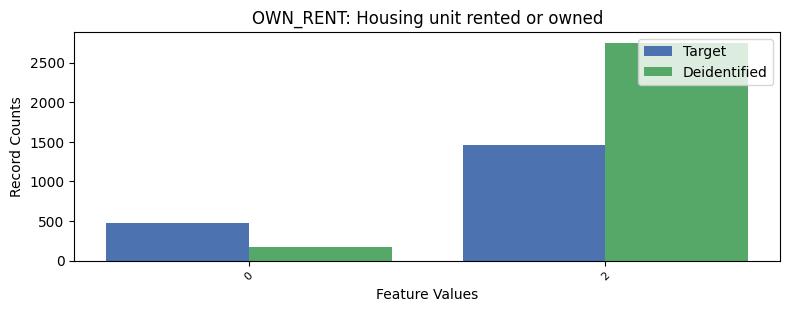 OWN_RENT: Housing unit rented or owned
Record Counts
2500
2000
1500
1000
500
0
Target
Deidentified
0
2
Feature Values